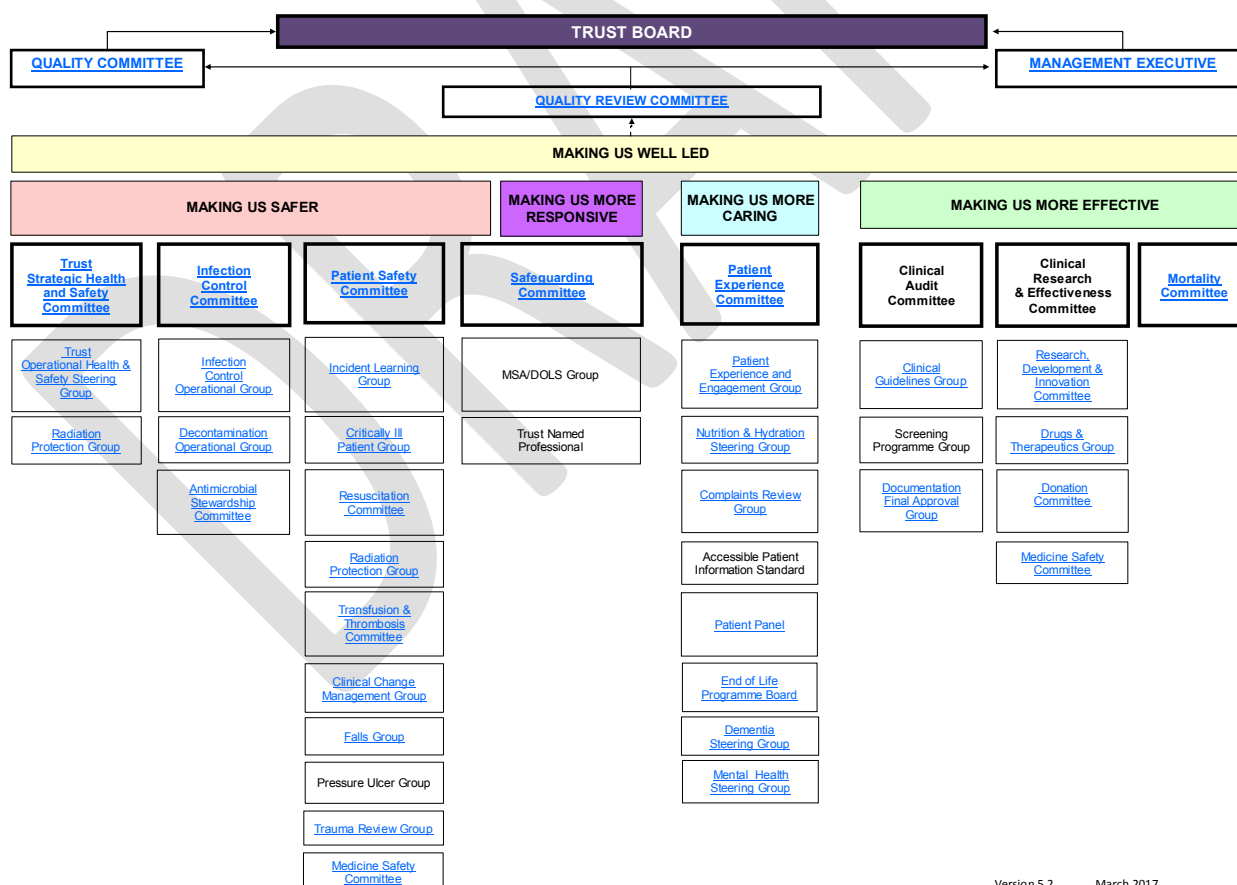 TRUST BOARD
QUALITY COMMITTEE
MANAGEMENT EXECUTIVE
QUALITY REVIEW COMMITTEE
MAKING US WELL LED
MAKING US SAFER
MAKING US MORE
RESPONSIVE
MAKING US MORE
CARING
MAKING US MORE EFFECTIVE
Trust
Strategic Health
and Safety
Committee
Infection
Control
Committee
Patient Safety
Committee
Safeguarding
Committee
Patient
Experience
Committee
Clinical
Audit
Committee
Clinical
Research
& Effectiveness
Committee
Mortality
Committee
Trust
Operational Health &
Safety Steering
Group
Radiation
Protection Group
Infection
Control
Operational Group
Decontamination
Operational Group
Antimicrobial
Stewardship
Committee
Incident Learning
Group
Critically Ill
Patient Group
Resuscitation
Committee
Radiation
Protection Group
Transfusion &
Thrombosis
Committee
Clinical Change
Management Group
Falls Group
Pressure Ulcer Group
Trauma Review Group
Medicine Safety
Committee
MSA/DOLS Group
Trust Named
Professional
Patient
Experience and
Engagement Group
Nutrition & Hydration
Steering Group
Complaints Review
Group
Accessible Patient
Information Standard
Patient Panel
End of Life
Programme Board
Dementia
Steering Group
Mental Health
Steering Group
Clinical
Guidelines Group
Screening
Programme Group
Documentation
Final Approval
Group
Research,
Development &
Innovation
Committee
Drugs &
Therapeutics Group
Donation
Committee
Medicine Safety
Committee
Version 5.2 March 2017